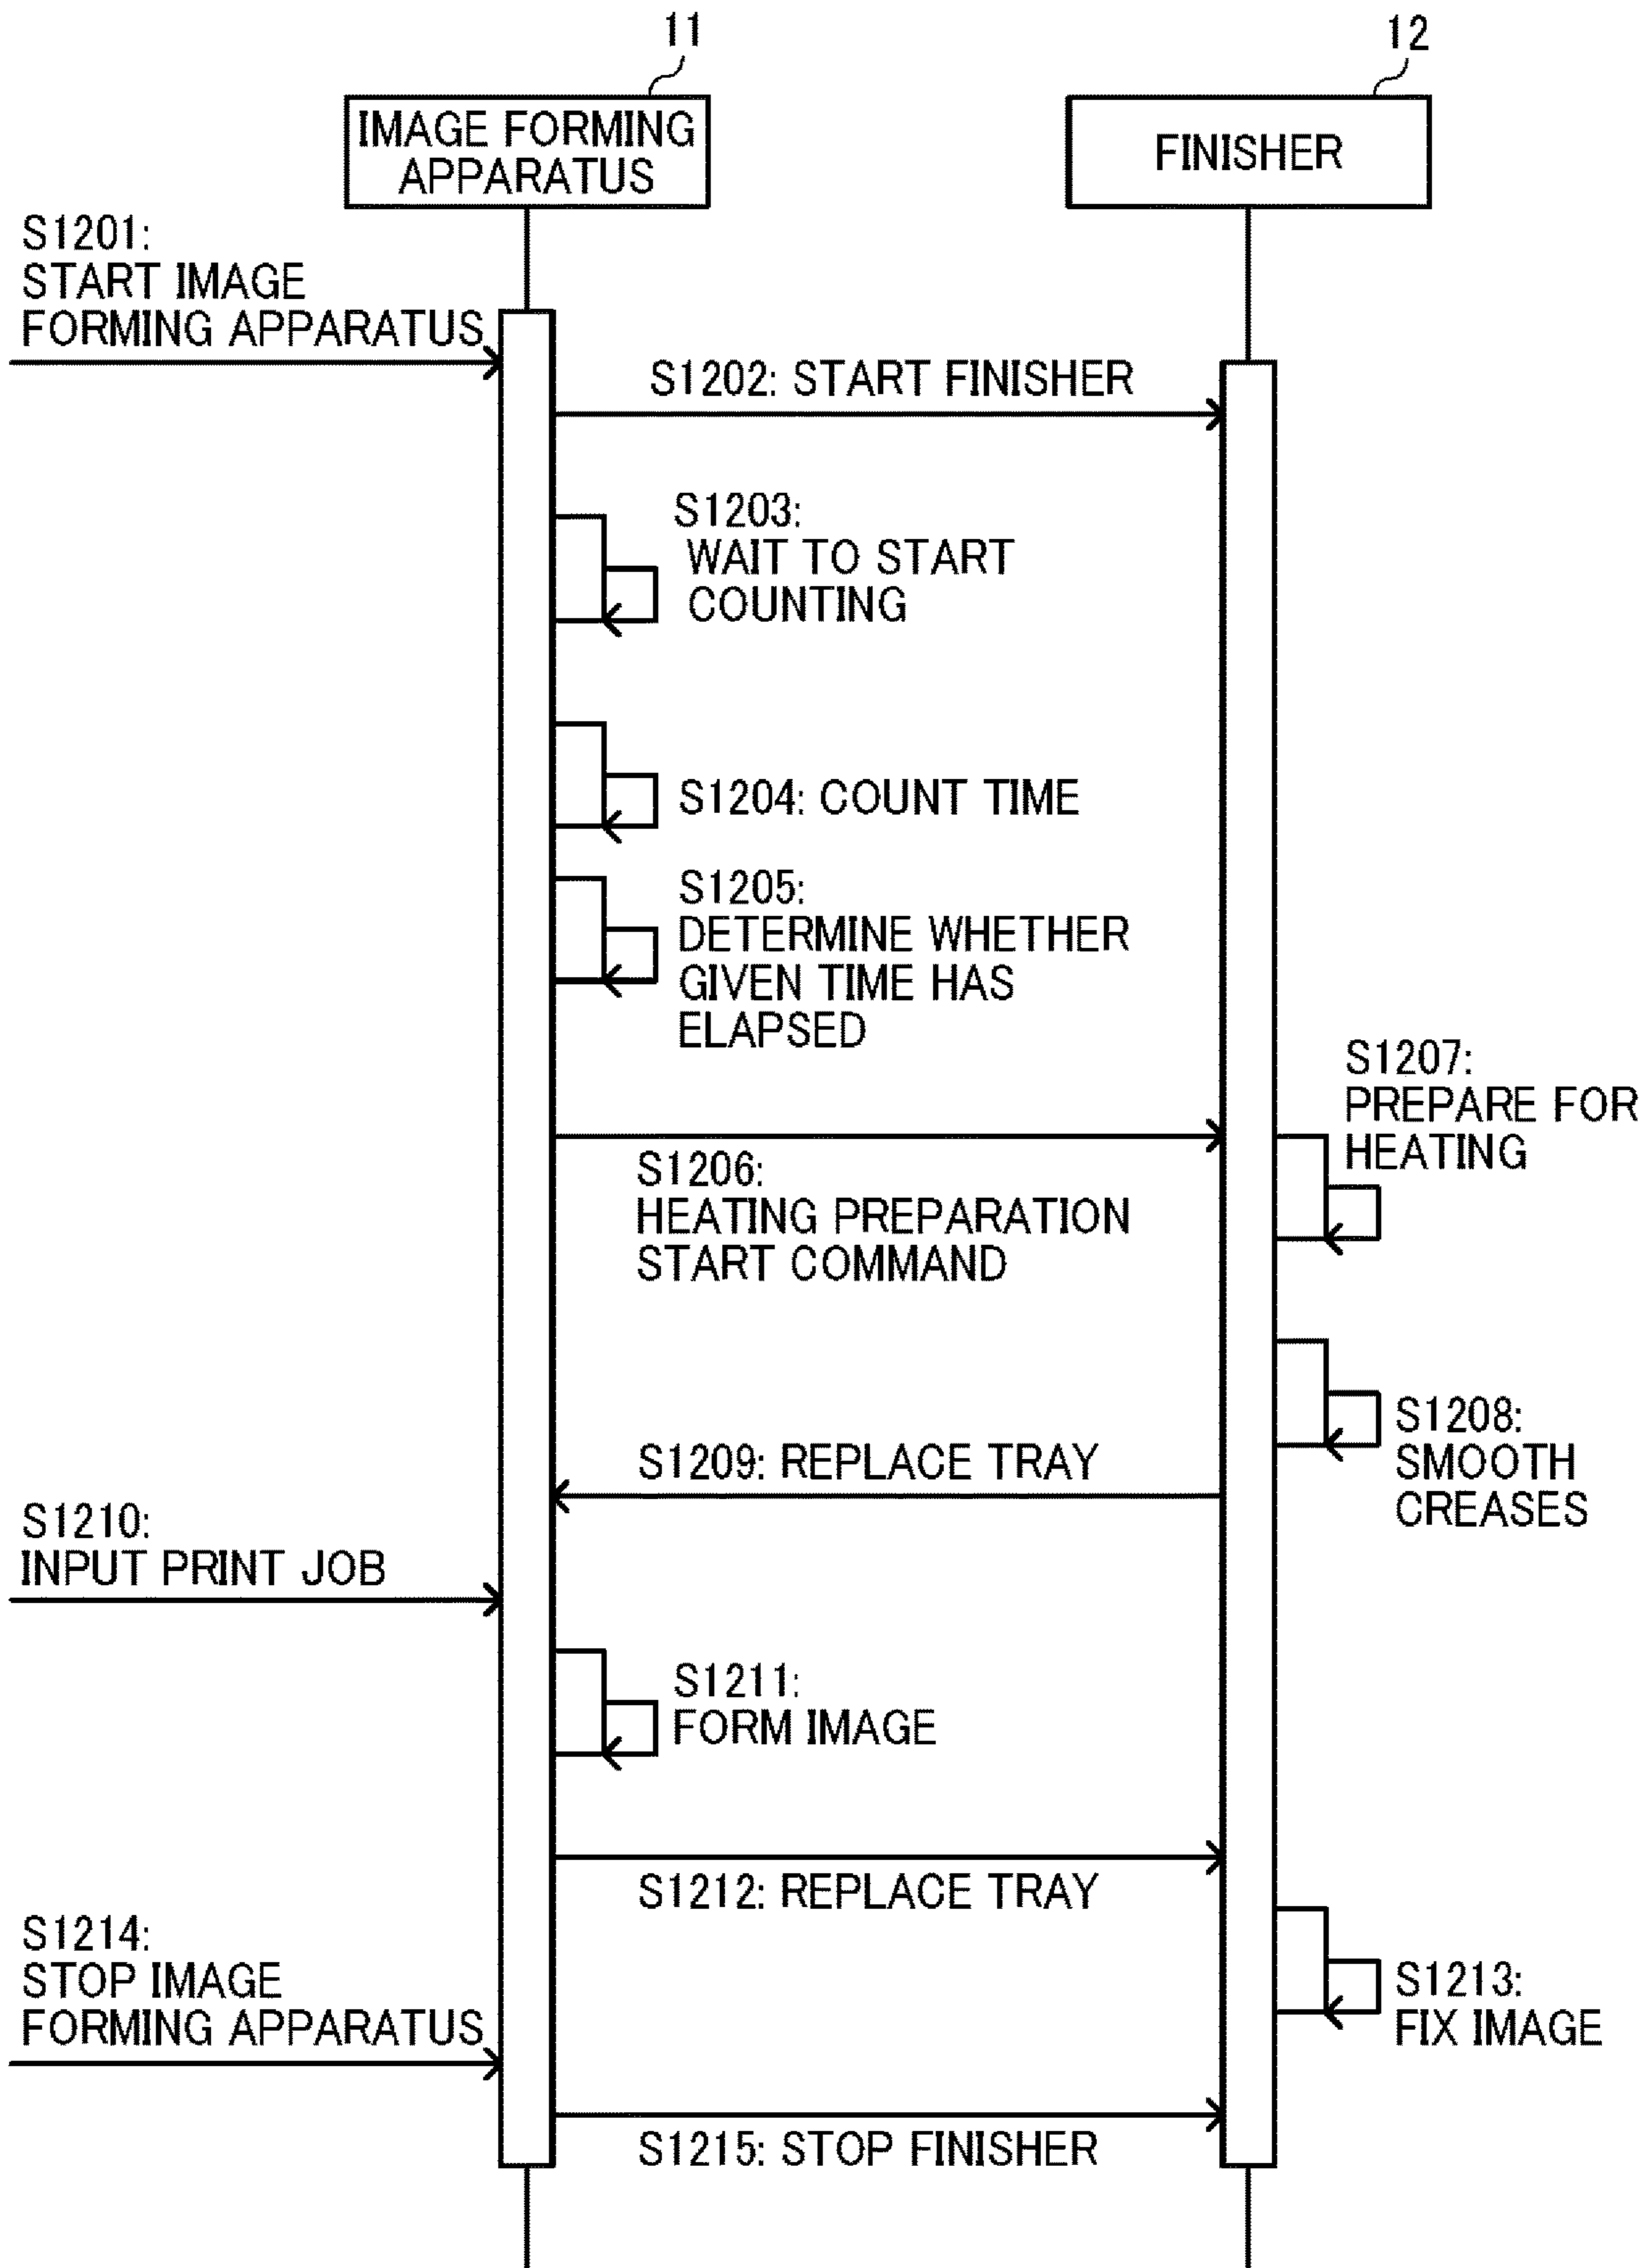 11
12
IMAGE FORMING
APPARATUS
FINISHER
S1201:
START IMAGE
FORMING APPARATUS
S1202: START FINISHER
S1203:
WAIT TO START
COUNTING
S1204: COUNT TIME
S1205:
DETERMINE WHETHER
GIVEN TIME HAS
ELAPSED
S1207:
PREPARE FOR
HEATING
S1206:
HEATING PREPARATION
START COMMAND
S1208:
SMOOTH
CREASES
S1209: REPLACE TRAY
S1210:
INPUT PRINT JOB
S1211:
FORM IMAGE
S1212: REPLACE TRAY
S1213:
FIX IMAGE
S1214:
STOP IMAGE
FORMING APPARATUS
S1215: STOP FINISHER